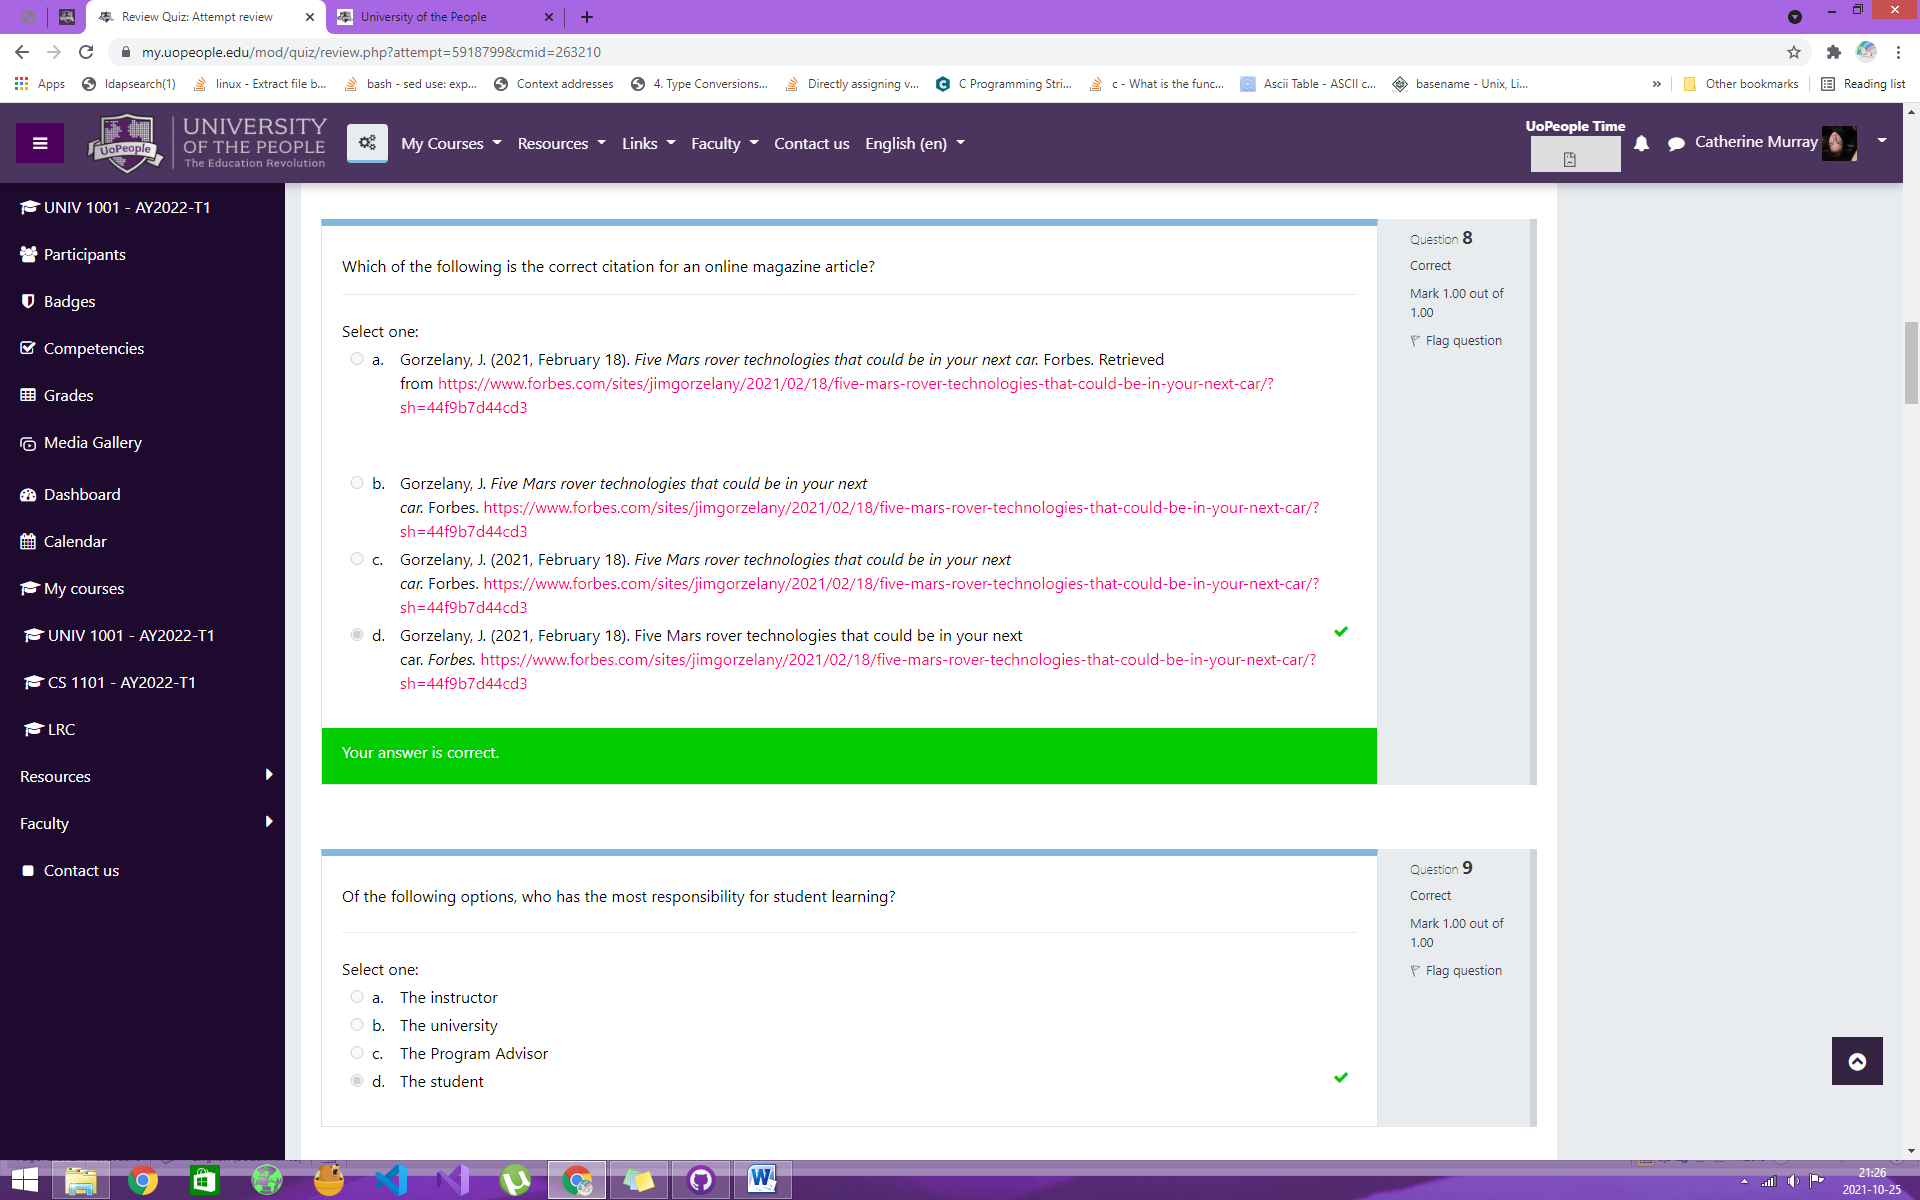 Review Quiz: Attempt review
University of the People
my.uopeople.edu/mod/quiz/review.php?attempt=5918799&cmid=263210
Apps
ldapsearch(1)
linux - Extract file b...
bash - sed use: exp...
Context addresses
4. Type Conversions...
Directly assigning v...
C Programming Stri...
c - What is the func...
Ascii Table - ASCII c...
basename - Unix, Li...
»
Other bookmarks
Reading list
UoPeople
UNIVERSITY
OF THE PEOPLE
The Education Revolution
My Courses
Resources
Links
Faculty
Contact us
English (en)
UoPeople Time
Catherine Murray
UNIV 1001 - AY2022-T1
Participants
Badges
Competencies
Grades
Media Gallery
Dashboard
Calendar
My courses
UNIV 1001 - AY2022-T1
CS 1101 - AY2022-T1
LRC
Resources
Faculty
Contact us
Which of the following is the correct citation for an online magazine article?
Select one:
a. Gorzelany, J. (2021, February 18). Five Mars rover technologies that could be in your next car. Forbes. Retrieved
from https://www.forbes.com/sites/jimgorzelany/2021/02/18/five-mars-rover-technologies-that-could-be-in-your-next-car/?
sh=44f9b7d44cd3
b. Gorzelany, J. Five Mars rover technologies that could be in your next
car. Forbes. https://www.forbes.com/sites/jimgorzelany/2021/02/18/five-mars-rover-technologies-that-could-be-in-your-next-car/?
sh=44f9b7d44cd3
c. Gorzelany, J. (2021, February 18). Five Mars rover technologies that could be in your next
car. Forbes. https://www.forbes.com/sites/jimgorzelany/2021/02/18/five-mars-rover-technologies-that-could-be-in-your-next-car/?
sh=44f9b7d44cd3
d. Gorzelany, J. (2021, February 18). Five Mars rover technologies that could be in your next
car. Forbes. https://www.forbes.com/sites/jimgorzelany/2021/02/18/five-mars-rover-technologies-that-could-be-in-your-next-car/?
sh=44f9b7d44cd3
Your answer is correct.
Question 8
Correct
Mark 1.00 out of
1.00
Flag question
Of the following options, who has the most responsibility for student learning?
Select one:
a. The instructor
b. The university
c. The Program Advisor
d. The student
Question 9
Correct
Mark 1.00 out of
1.00
Flag question
21:26
2021-10-25